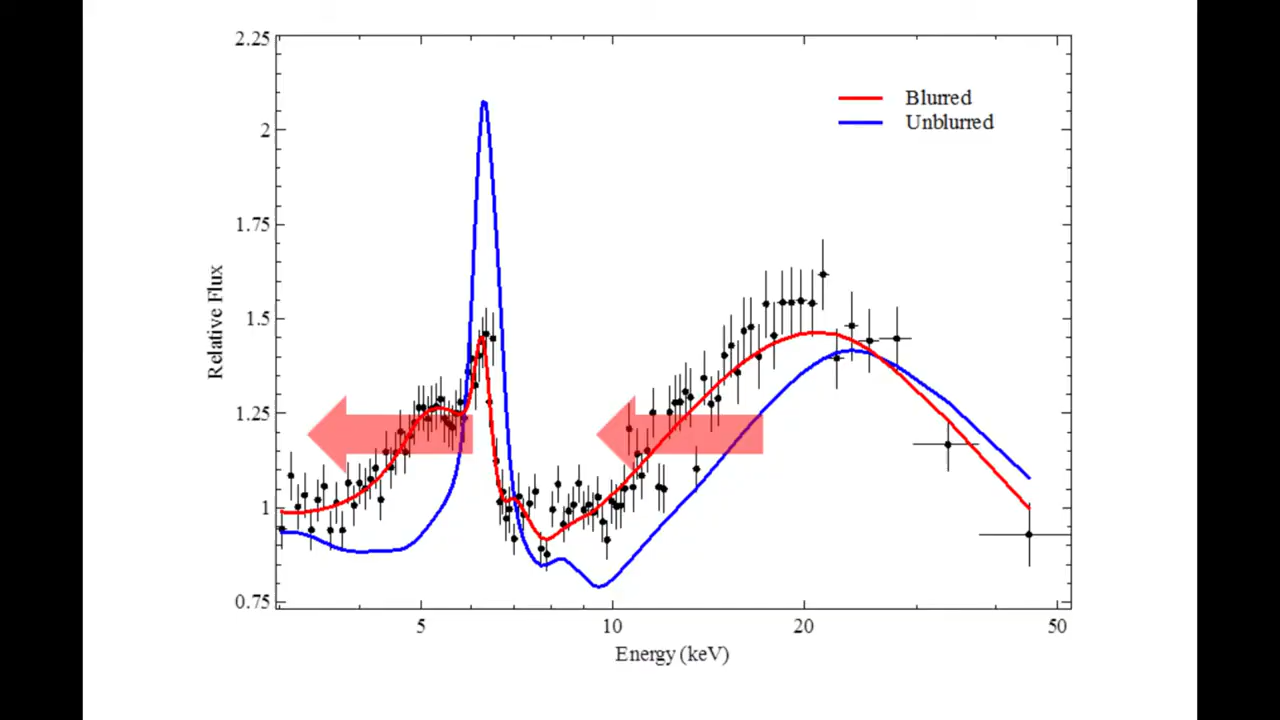 2.25
2
1.75
1.5
1.25
1
0.75
Relative Flux
Blurred
Unblurred
5
10
20
50
Energy (keV)